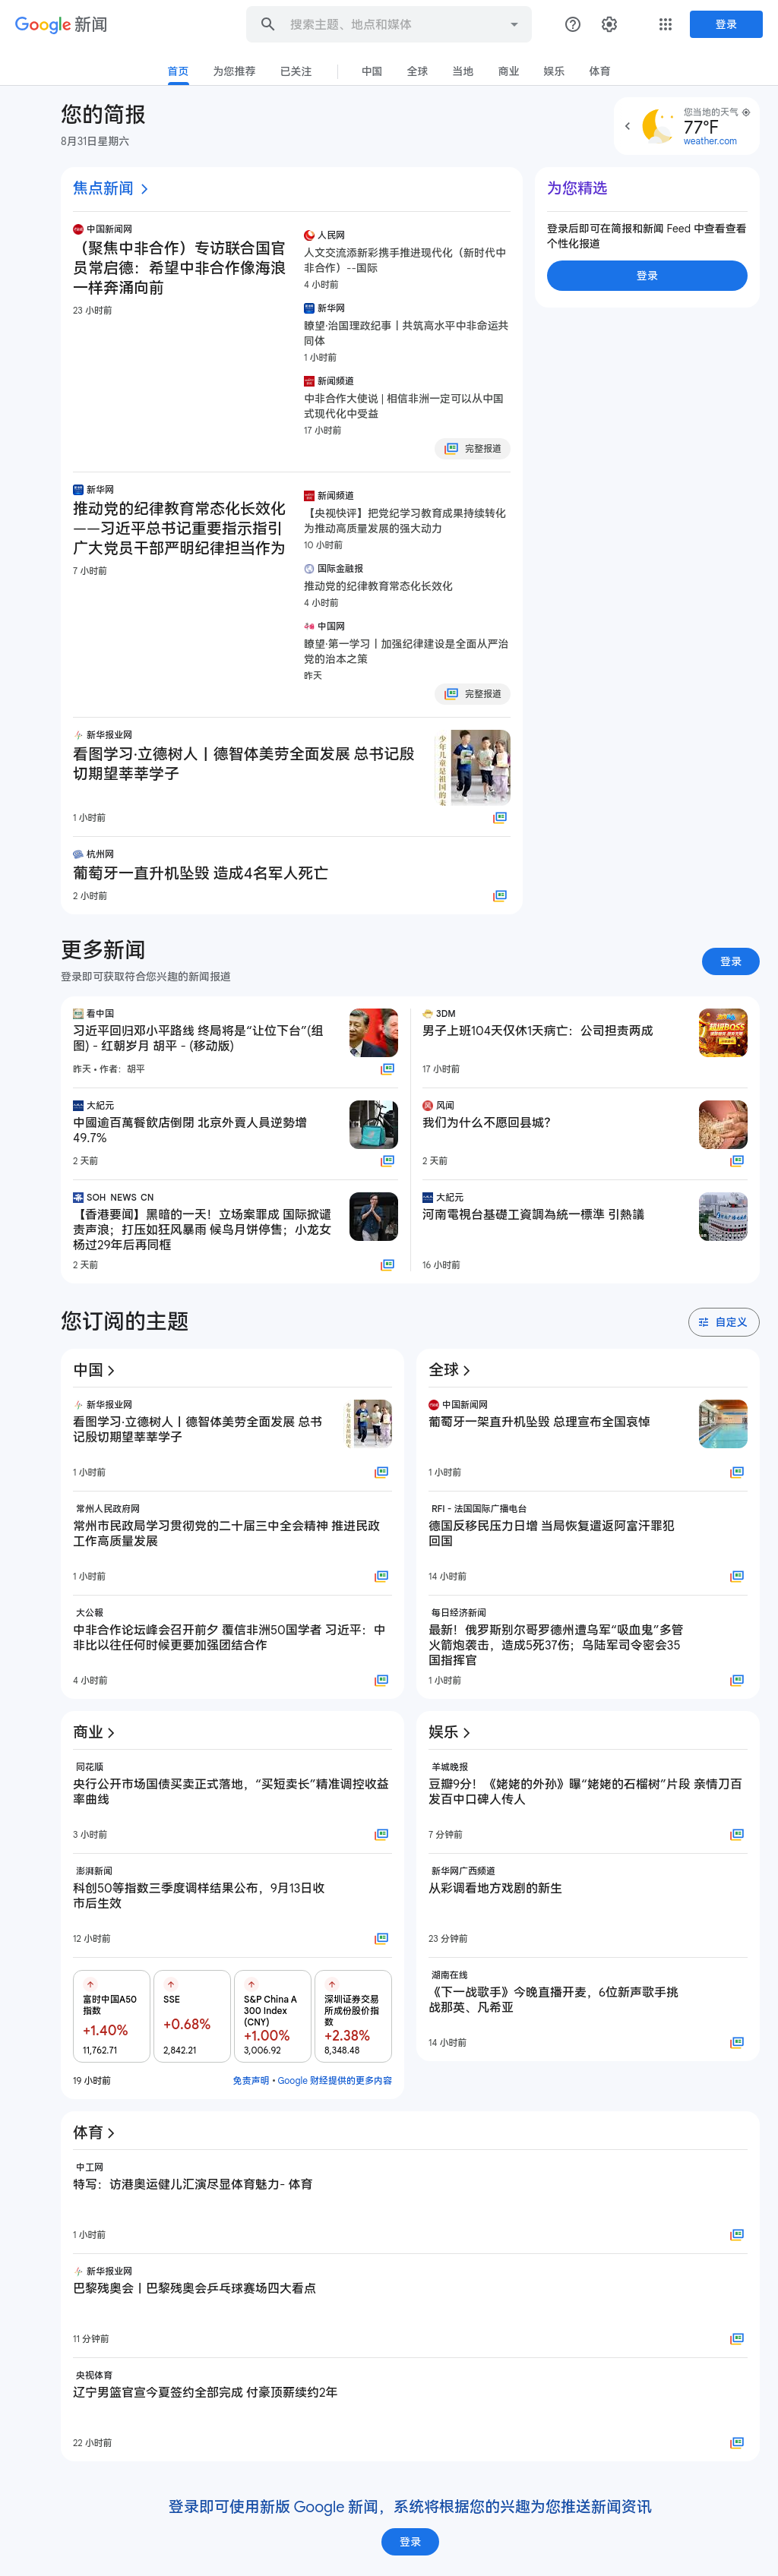 Google 新闻
搜索主题、地点和媒体
登录
首页
为您推荐
已关注
中国
全球
当地
商业
娱乐
体育
您的简报
8月31日星期六
您当地的天气
77°F
weather.com
焦点新闻
中国新闻网
（聚焦中非合作）专访联合国官
员常启德：希望中非合作像海浪
一样奔涌向前
23 小时前
人民网
人文交流添新彩携手推进现代化（新时代中
非合作）--国际
4 小时前
新华网
瞭望·治国理政纪事丨共筑高水平中非命运共
同体
1 小时前
新闻频道
中非合作大使说 | 相信非洲一定可以从中国
式现代化中受益
17 小时前
完整报道
新华网
推动党的纪律教育常态化长效化
——习近平总书记重要指示指引
广大党员干部严明纪律担当作为
7 小时前
新闻频道
【央视快评】把党纪学习教育成果持续转化
为推动高质量发展的强大动力
10 小时前
国际金融报
推动党的纪律教育常态化长效化
4 小时前
中国网
瞭望·第一学习丨加强纪律建设是全面从严治
党的治本之策
昨天
完整报道
新华报业网
看图学习·立德树人丨德智体美劳全面发展 总书记殷
切期望莘莘学子
1 小时前
杭州网
葡萄牙一直升机坠毁 造成4名军人死亡
2 小时前
为您精选
登录后即可在简报和新闻 Feed 中查看查看
个性化报道
登录
更多新闻
登录即可获取符合您兴趣的新闻报道
登录
看中国
习近平回归邓小平路线 终局将是“让位下台”(组
图) - 红朝岁月 胡平 - (移动版)
昨天 • 作者：胡平
大紀元
中國逾百萬餐飲店倒閉 北京外賣人員逆勢增
49.7%
2 天前
SOH NEWS CN
【香港要闻】黑暗的一天！立场案罪成 国际掀谴
责声浪；打压如狂风暴雨 候鸟月饼停售；小龙女
杨过29年后再同框
2 天前
3DM
男子上班104天仅休1天病亡：公司担责两成
17 小时前
风闻
我们为什么不愿回县城？
2 天前
大紀元
河南電視台基礎工資調為統一標準 引熱議
16 小时前
您订阅的主题
自定义
中国
新华报业网
看图学习·立德树人丨德智体美劳全面发展 总书
记殷切期望莘莘学子
1 小时前
常州人民政府网
常州市民政局学习贯彻党的二十届三中全会精神 推进民政
工作高质量发展
1 小时前
大公報
中非合作论坛峰会召开前夕 覆信非洲50国学者 习近平：中
非比以往任何时候更要加强团结合作
4 小时前
全球
中国新闻网
葡萄牙一架直升机坠毁 总理宣布全国哀悼
1 小时前
RFI - 法国国际广播电台
德国反移民压力日增 当局恢复遣返阿富汗罪犯
回国
14 小时前
每日经济新闻
最新！俄罗斯别尔哥罗德州遭乌军“吸血鬼”多管
火箭炮袭击，造成5死37伤；乌陆军司令密会35
国指挥官
1 小时前
商业
同花顺
央行公开市场国债买卖正式落地，“买短卖长”精准调控收益
率曲线
3 小时前
澎湃新闻
科创50等指数三季度调样结果公布，9月13日收
市后生效
12 小时前
富时中国A50
指数
+1.40%
11,762.71
SSE
+0.68%
2,842.21
S&P China A
300 Index
(CNY)
+1.00%
3,006.92
深圳证券交易
所成份股价指
数
+2.38%
8,348.48
19 小时前
免责声明 • Google 财经提供的更多内容
娱乐
羊城晚报
豆瓣9分！《姥姥的外孙》曝“姥姥的石榴树”片段 亲情刀百
发百中口碑人传人
7 分钟前
新华网广西频道
从彩调看地方戏剧的新生
23 分钟前
湖南在线
《下一战歌手》今晚直播开麦，6位新声歌手挑
战那英、凡希亚
14 小时前
体育
中工网
特写：访港奥运健儿汇演尽显体育魅力- 体育
1 小时前
新华报业网
巴黎残奥会丨巴黎残奥会乒乓球赛场四大看点
11 分钟前
央视体育
辽宁男篮官宣今夏签约全部完成 付豪顶薪续约2年
22 小时前
登录即可使用新版 Google 新闻，系统将根据您的兴趣为您推送新闻资讯
登录